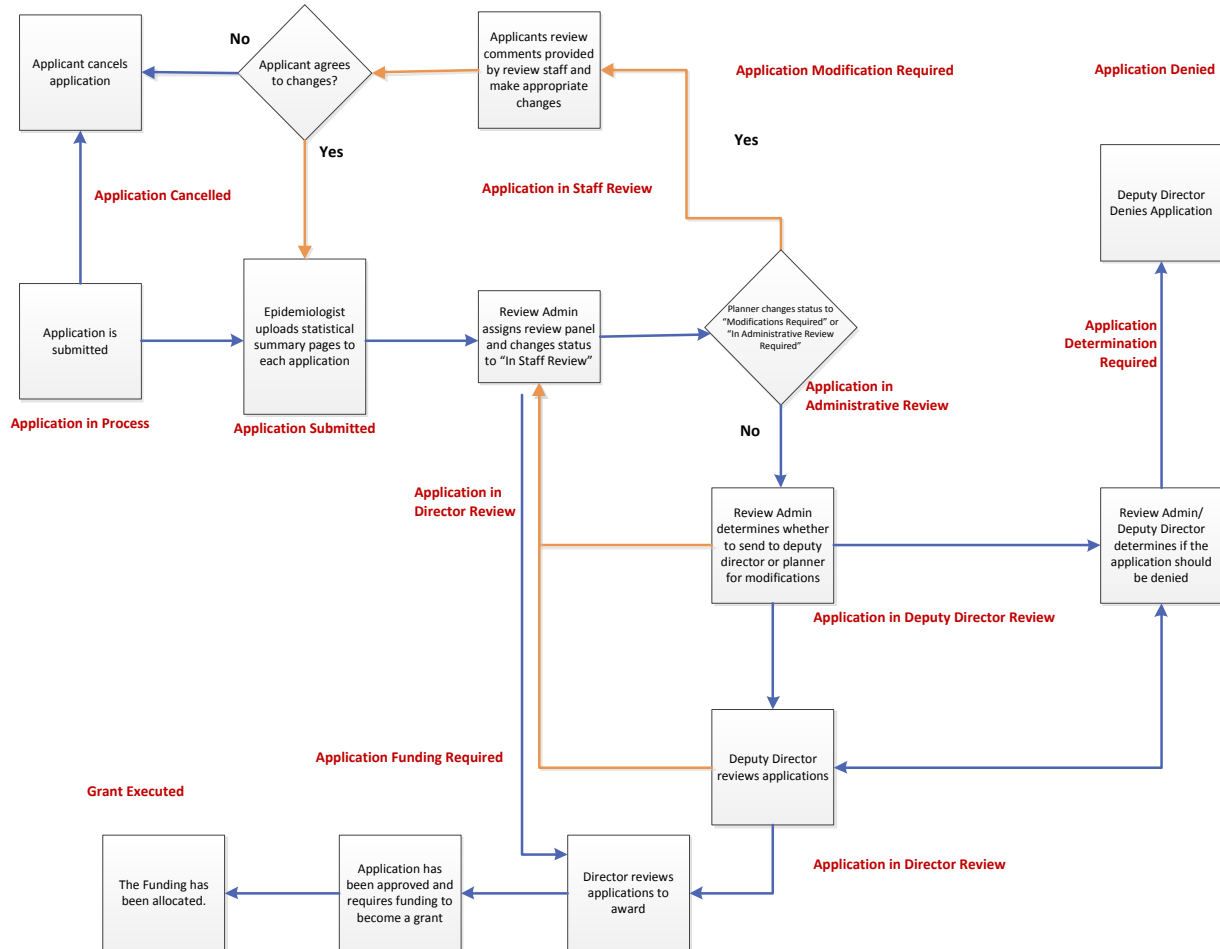 No
Applicant cancels
application
Applicant agrees
to changes?
Applicants review
comments provided
by review staff and
make appropriate
changes
Application Modification Required
Application Denied
Yes
Yes
Application Cancelled
Application in Staff Review
Deputy Director
Denies Application
Application is
submitted
Epidemiologist
uploads statistical
summary pages to
each application
Review Admin
assigns review panel
and changes status
to “In Staff Review”
Planner changes status to
“Modifications Required” or
“In Administrative Review
Required”
Application
Determination
Required
Application in Process
Application Submitted
Application in
Administrative Review
No
Application in
Director Review
Review Admin
determines whether
to send to deputy
director or planner
for modifications
Review Admin/
Deputy Director
determines if the
application should
be denied
Application in Deputy Director Review
Application Funding Required
Deputy Director
reviews applications
Grant Executed
Application in Director Review
The Funding has
been allocated.
Application has
been approved and
requires funding to
become a grant
Director reviews
applications to
award